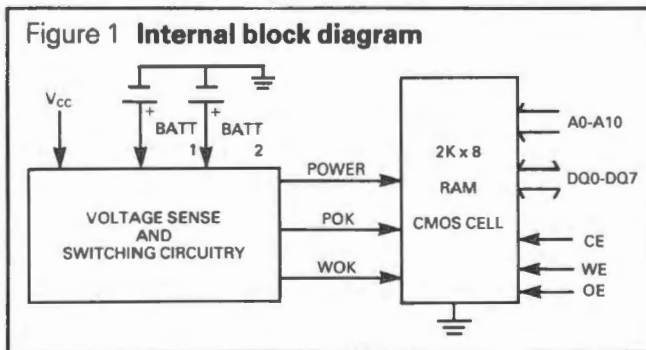 Figure 1 Internal block diagram
VCC
BATT 1
BATT 2
VOLTAGE SENSE
AND
SWITCHING CIRCUITRY
POWER
POK
WOK
2K x 8
RAM
CMOS CELL
A0-A10
DQ0-DQ7
CE
WE
OE